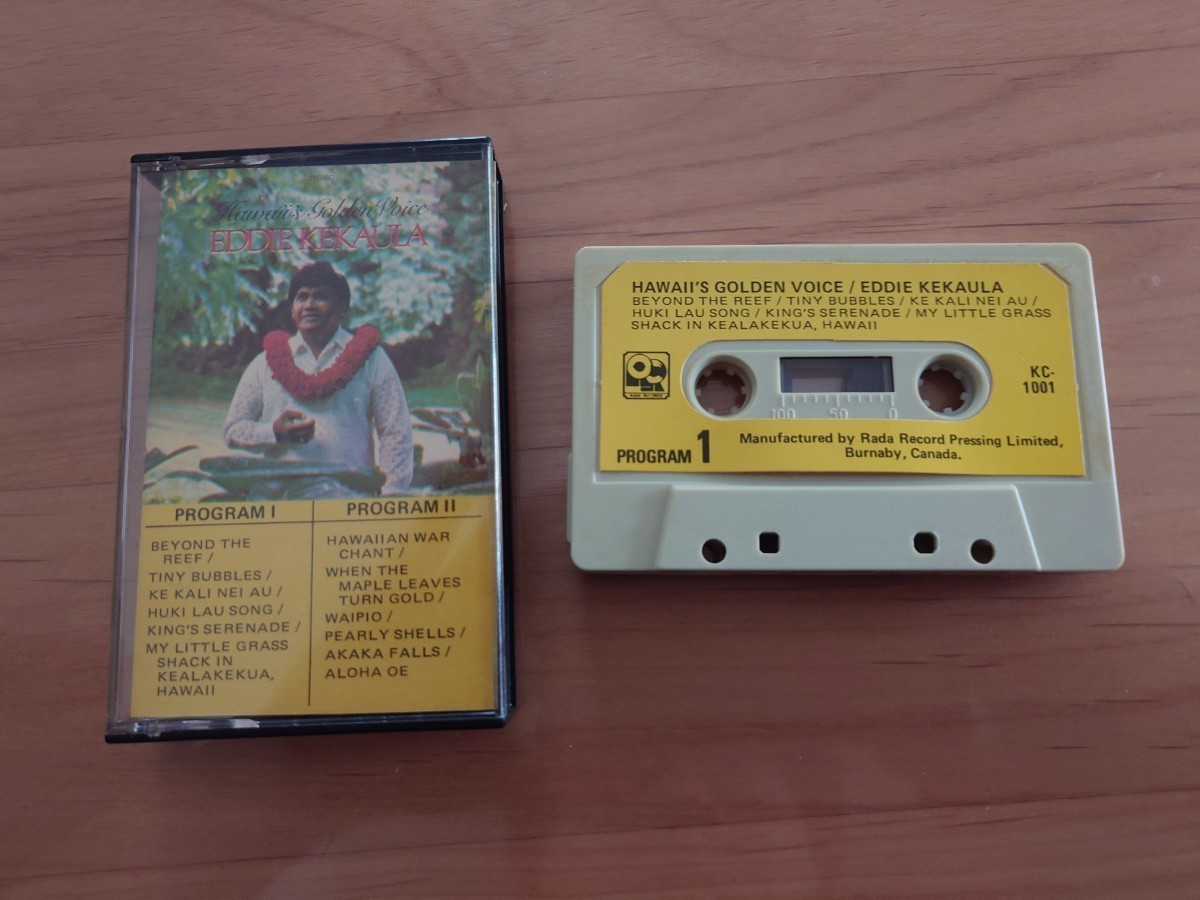 Hawaii's Golden Voice
EDDIE KEKAULA
PROGRAM I
BEYOND THE
REEF /
TINY BUBBLES /
KE KALI NEI AU /
HUKI LAU SONG /
KING'S SERENADE /
MY LITTLE GRASS
SHACK IN
KEALAKEKUA,
HAWAII
PROGRAM II
HAWAIIAN WAR
CHANT /
WHEN THE
MAPLE LEAVES
TURN GOLD /
WAIPIO /
PEARLY SHELLS /
AKAKA FALLS /
ALOHA OE
HAWAII'S GOLDEN VOICE / EDDIE KEKAULA
BEYOND THE REEF / TINY BUBBLES / KE KALI NEI AU /
HUKI LAU SONG / KING'S SERENADE / MY LITTLE GRASS
SHACK IN KEALAKEKUA, HAWAII
KC-
1001
100 50 0
PROGRAM 1
Manufactured by Rada Record Pressing Limited,
Burnaby, Canada.